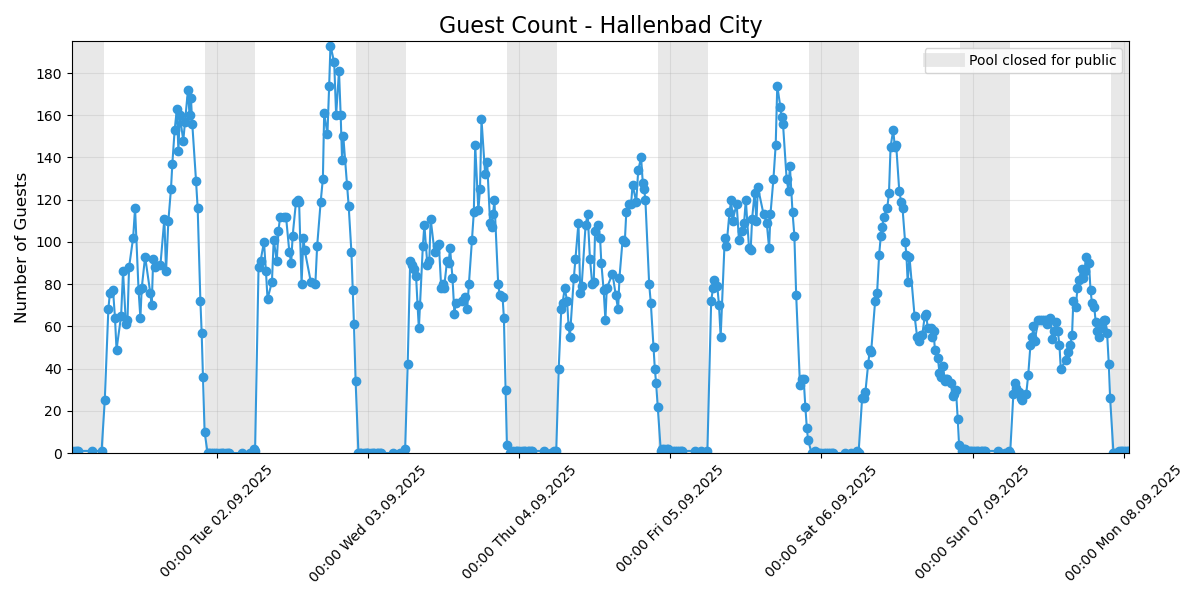 Guest Count - Hallenbad City
Pool closed for public
Number of Guests
180
160
140
120
100
80
60
40
20
0
00:00 Tue 02.09.2025
00:00 Wed 03.09.2025
00:00 Thu 04.09.2025
00:00 Fri 05.09.2025
00:00 Sat 06.09.2025
00:00 Sun 07.09.2025
00:00 Mon 08.09.2025